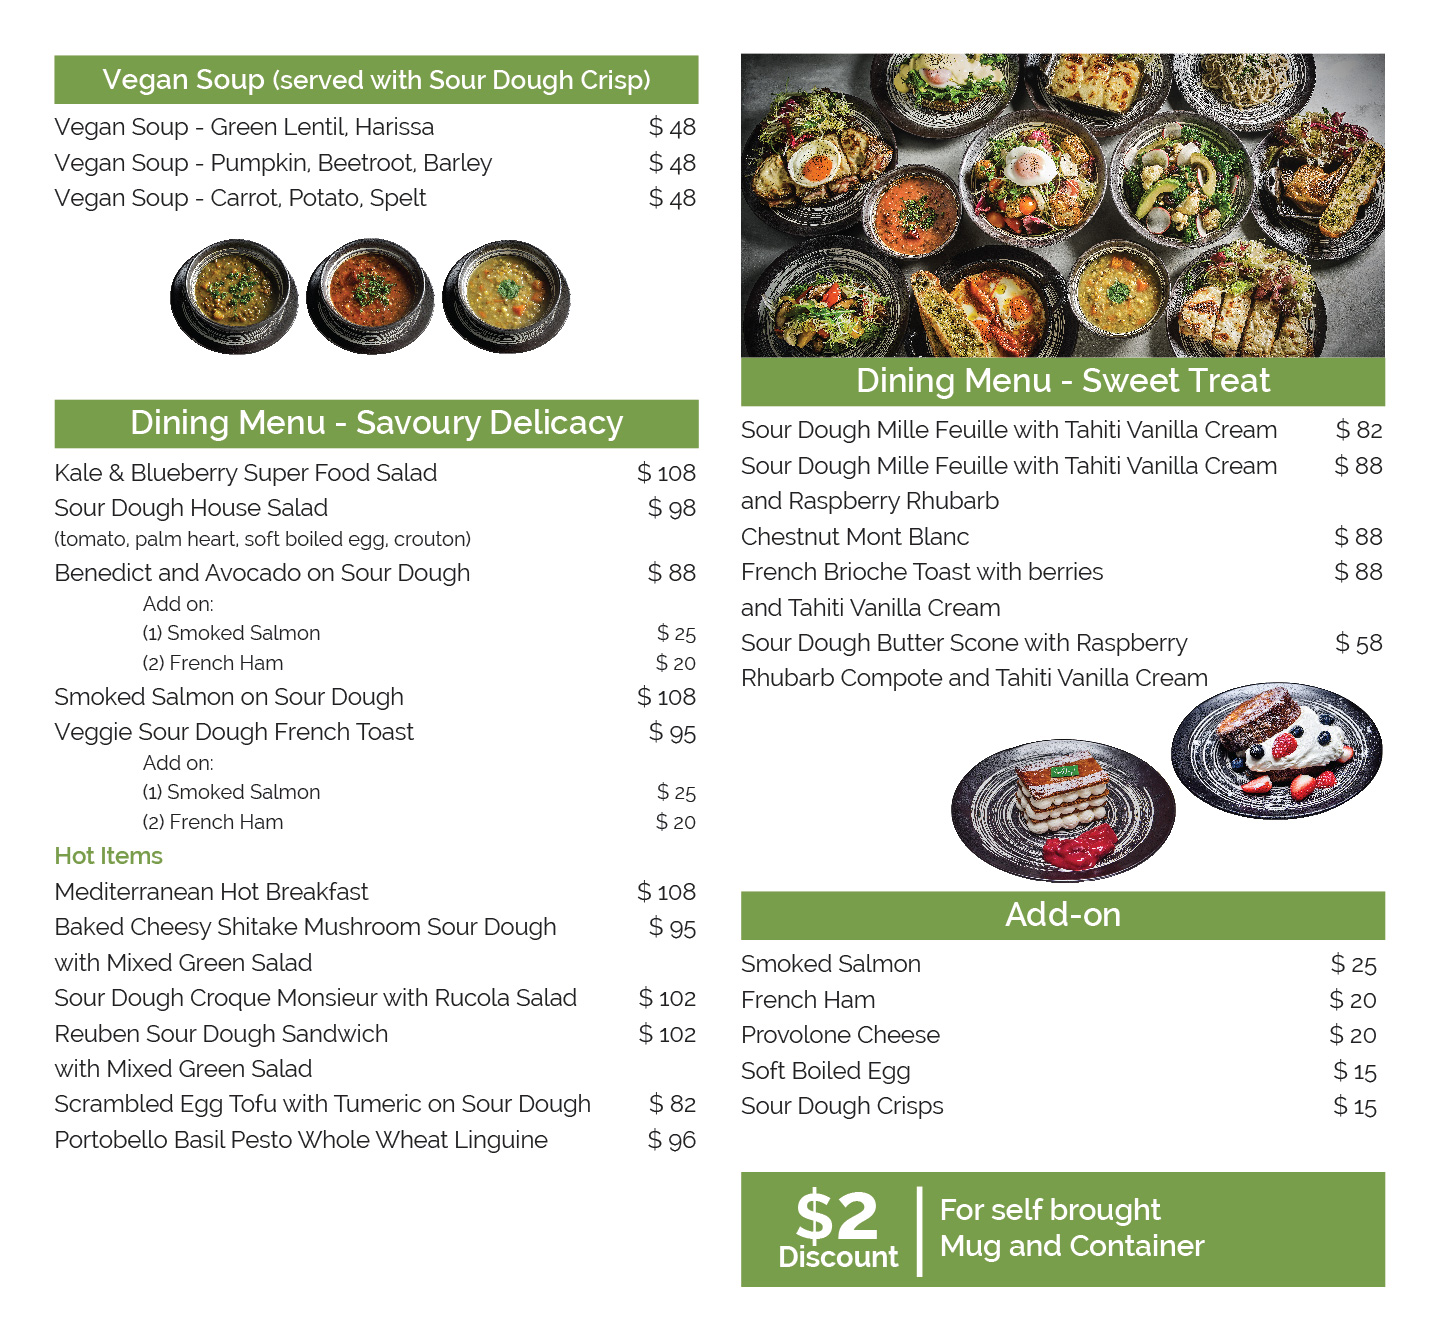 Vegan Soup (served with Sour Dough Crisp)
Vegan Soup - Green Lentil, Harissa $ 48
Vegan Soup - Pumpkin, Beetroot, Barley $ 48
Vegan Soup - Carrot, Potato, Spelt $ 48
Dining Menu - Savoury Delicacy
Kale & Blueberry Super Food Salad $ 108
Sour Dough House Salad $ 98
(tomato, palm heart, soft boiled egg, crouton)
Benedict and Avocado on Sour Dough $ 88
Add on:
(1) Smoked Salmon $ 25
(2) French Ham $ 20
Smoked Salmon on Sour Dough $ 108
Veggie Sour Dough French Toast $ 95
Add on:
(1) Smoked Salmon $ 25
(2) French Ham $ 20
Hot Items
Mediterranean Hot Breakfast $ 108
Baked Cheesy Shitake Mushroom Sour Dough $ 95
with Mixed Green Salad
Sour Dough Croque Monsieur with Rucola Salad $ 102
Reuben Sour Dough Sandwich $ 102
with Mixed Green Salad
Scrambled Egg Tofu with Tumeric on Sour Dough $ 82
Portobello Basil Pesto Whole Wheat Linguine $ 96
Dining Menu - Sweet Treat
Sour Dough Mille Feuille with Tahiti Vanilla Cream $ 82
Sour Dough Mille Feuille with Tahiti Vanilla Cream $ 88
and Raspberry Rhubarb
Chestnut Mont Blanc $ 88
French Brioche Toast with berries $ 88
and Tahiti Vanilla Cream
Sour Dough Butter Scone with Raspberry $ 58
Rhubarb Compote and Tahiti Vanilla Cream
Add-on
Smoked Salmon $ 25
French Ham $ 20
Provolone Cheese $ 20
Soft Boiled Egg $ 15
Sour Dough Crisps $ 15
$2
Discount
For self brought
Mug and Container